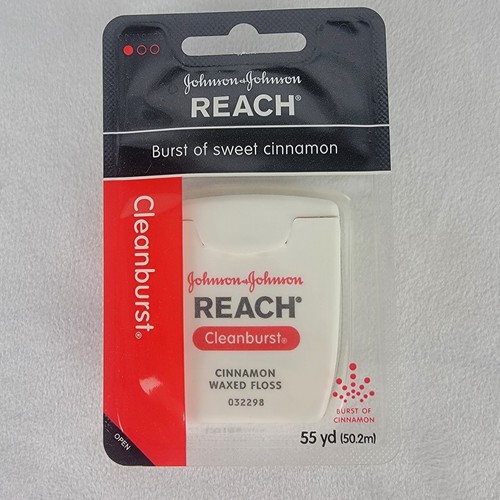 Johnson & Johnson
REACH®
Burst of sweet cinnamon
Cleanburst®
Johnson & Johnson
REACH®
Cleanburst®
CINNAMON
WAXED FLOSS
032298
BURST OF
CINNAMON
55 yd (50.2m)
OPEN